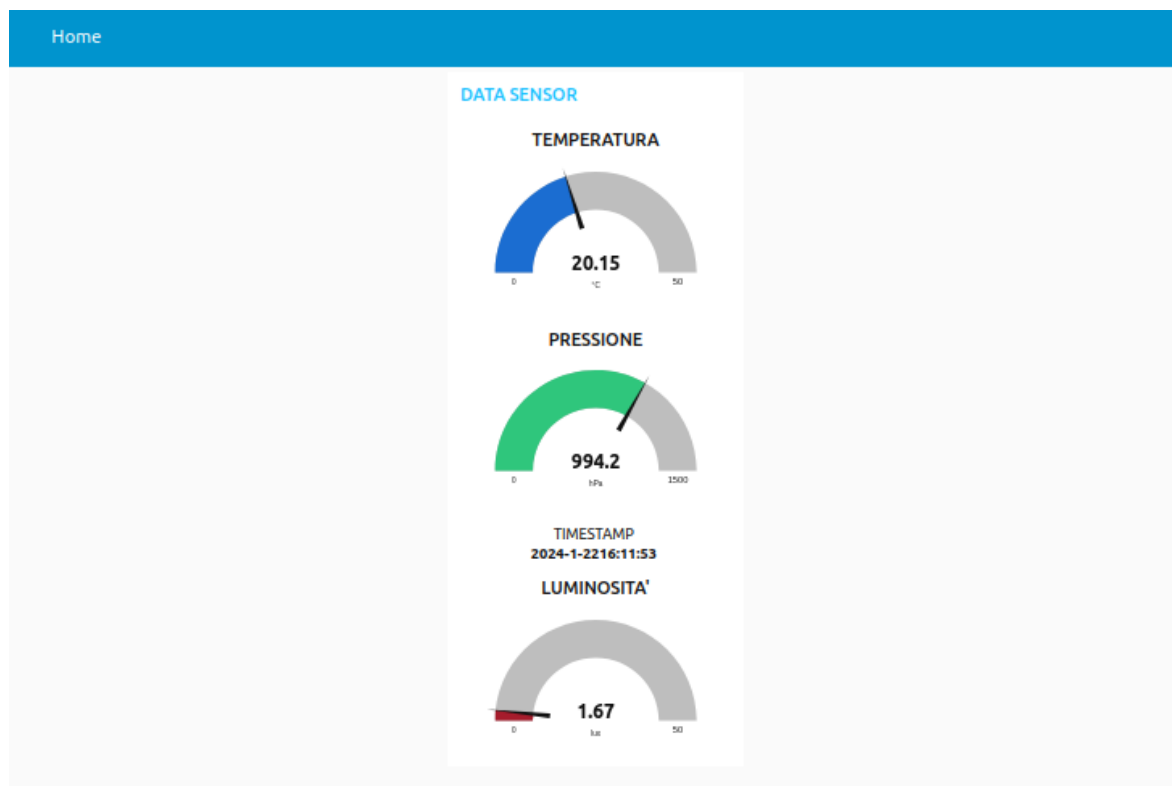 Home
DATA SENSOR
TEMPERATURA
20.15
0 °C 50
PRESSIONE
994.2
0 hPa 1500
TIMESTAMP
2024-1-2216:11:53
LUMINOSITA'
1.67
0 lux 50